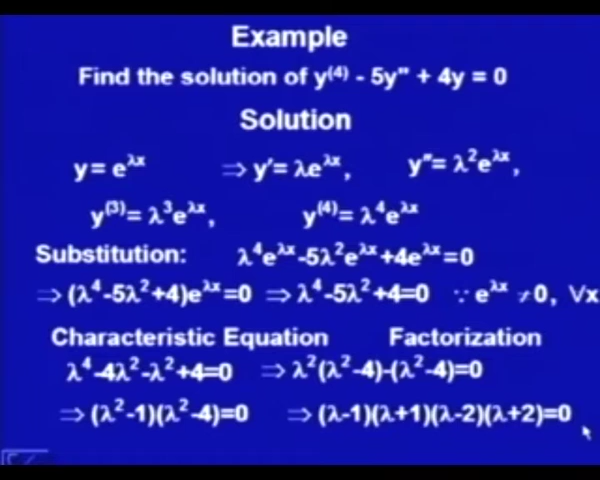 Example
Find the solution of y⁽⁴⁾ - 5y" + 4y = 0
Solution
y= e^λx ⇒ y'= λe^λx, y"= λ²e^λx,
y⁽³⁾= λ³e^λx, y⁽⁴⁾= λ⁴e^λx
Substitution: λ⁴e^λx-5λ²e^λx+4e^λx=0
⇒ (λ⁴-5λ²+4)e^λx=0 ⇒ λ⁴-5λ²+4=0 ∵ e^λx ≠0, ∀x
Characteristic Equation Factorization
λ⁴-4λ²-λ²+4=0 ⇒ λ²(λ²-4)-(λ²-4)=0
⇒ (λ²-1)(λ²-4)=0 ⇒ (λ-1)(λ+1)(λ-2)(λ+2)=0